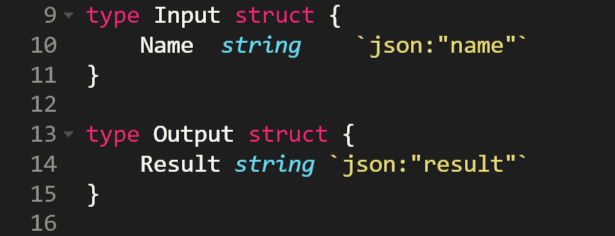 9 type Input struct {
10     Name  string    `json:"name"`
11 }
12
13 type Output struct {
14     Result string `json:"result"`
15 }
16